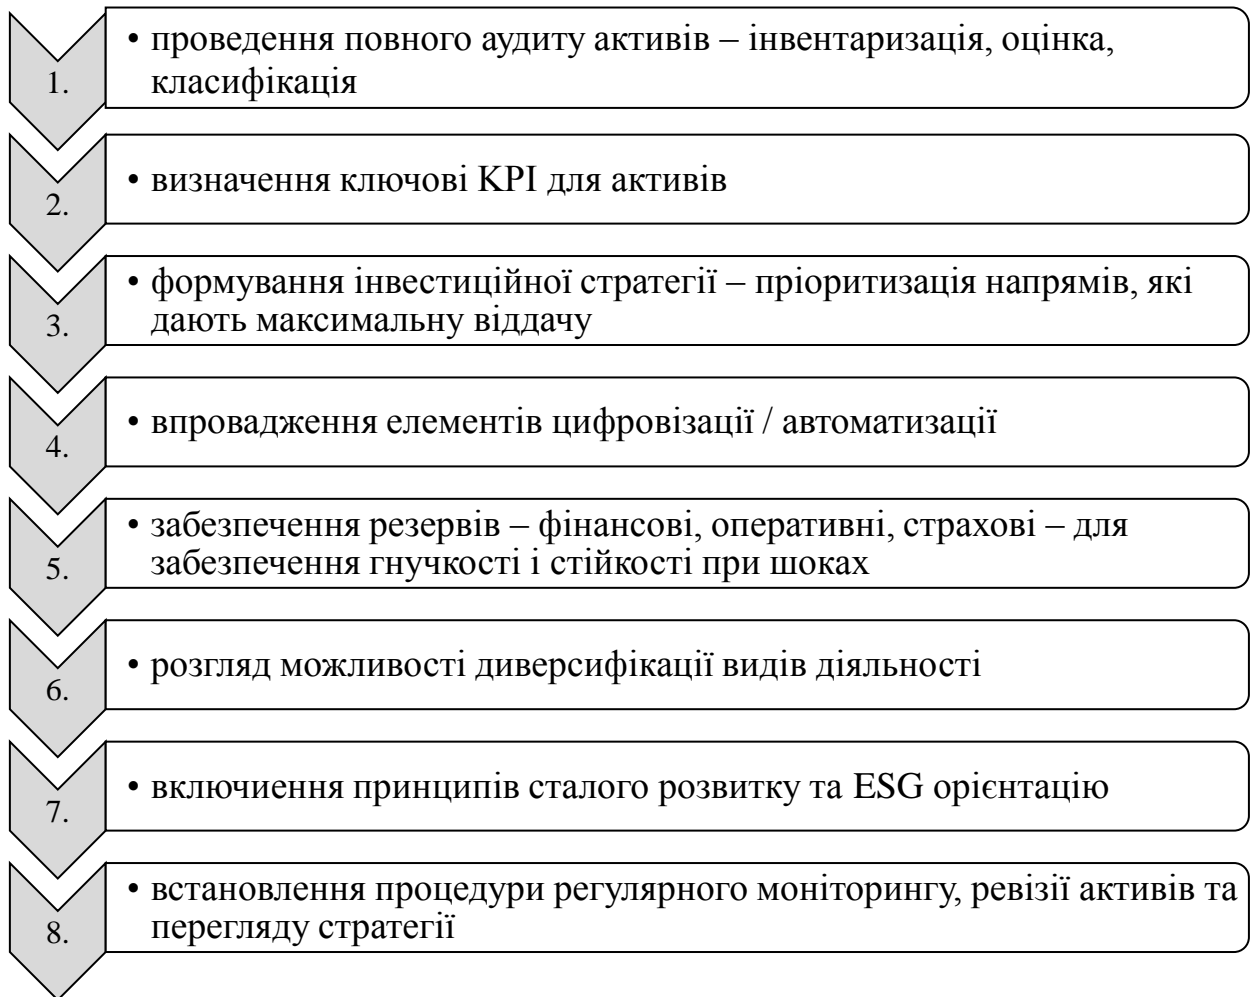 1.
• проведення повного аудиту активів – інвентаризація, оцінка,
класифікація
2.
• визначення ключові KPI для активів
3.
• формування інвестиційної стратегії – пріоритизація напрямів, які
дають максимальну віддачу
4.
• впровадження елементів цифровізації / автоматизації
5.
• забезпечення резервів – фінансові, оперативні, страхові – для
забезпечення гнучкості і стійкості при шоках
6.
• розгляд можливості диверсифікації видів діяльності
7.
• включиення принципів сталого розвитку та ESG орієнтацію
8.
• встановлення процедури регулярного моніторингу, ревізії активів та
перегляду стратегії